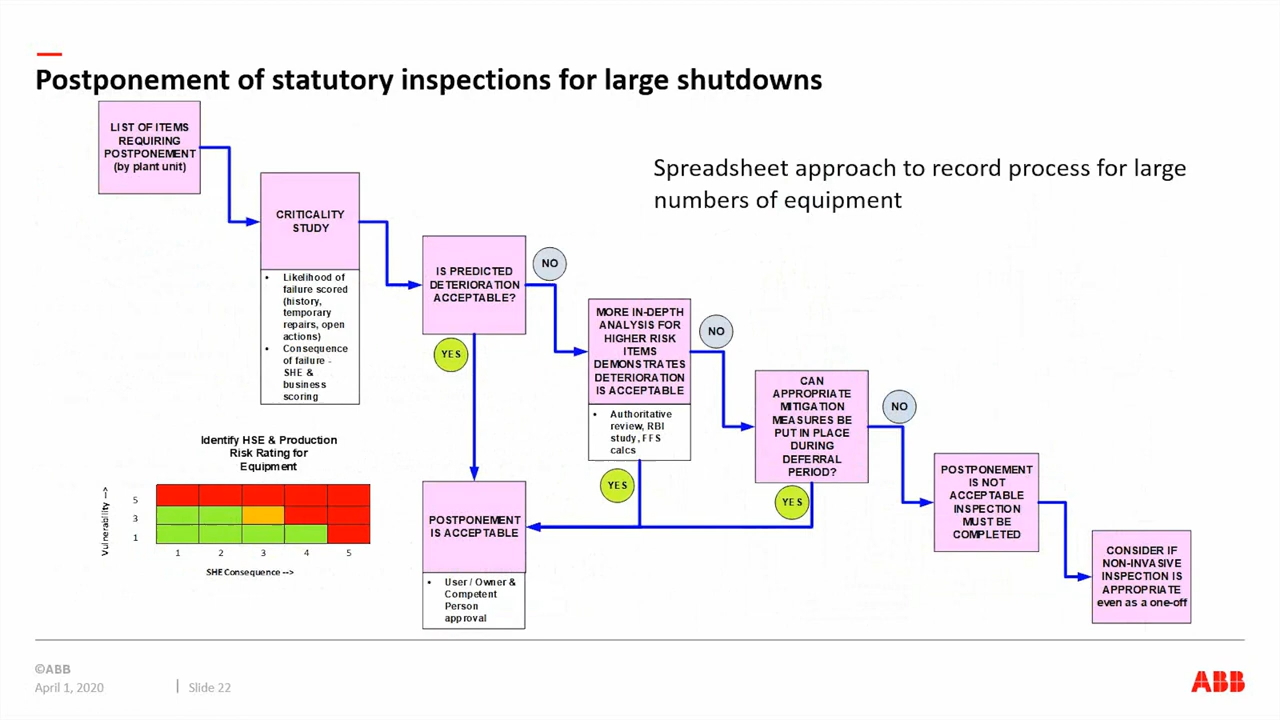 Postponement of statutory inspections for large shutdowns
LIST OF ITEMS
REQUIRING
POSTPONEMENT
(by plant unit)
Spreadsheet approach to record process for large
numbers of equipment
CRITICALITY
STUDY
• Likelihood of
failure scored
(history,
temporary
repairs, open
actions)
• Consequence
of failure -
SHE &
business
scoring
IS PREDICTED
DETERIORATION
ACCEPTABLE?
NO
YES
MORE IN-DEPTH
ANALYSIS FOR
HIGHER RISK
ITEMS
DEMONSTRATES
DETERIORATION
IS ACCEPTABLE
• Authoritative
review, RBI
study, FFS
calcs
NO
YES
CAN
APPROPRIATE
MITIGATION
MEASURES BE
PUT IN PLACE
DURING
DEFERRAL
PERIOD?
NO
YES
POSTPONEMENT
IS ACCEPTABLE
• User / Owner &
Competent
Person
approval
POSTPONEMENT
IS NOT
ACCEPTABLE
INSPECTION
MUST BE
COMPLETED
CONSIDER IF
NON-INVASIVE
INSPECTION IS
APPROPRIATE
even as a one-off
Identify HSE & Production
Risk Rating for
Equipment
Vulnerability -->
5
3
1
1 2 3 4 5
SHE Consequence -->
©ABB
April 1, 2020 | Slide 22
ABB